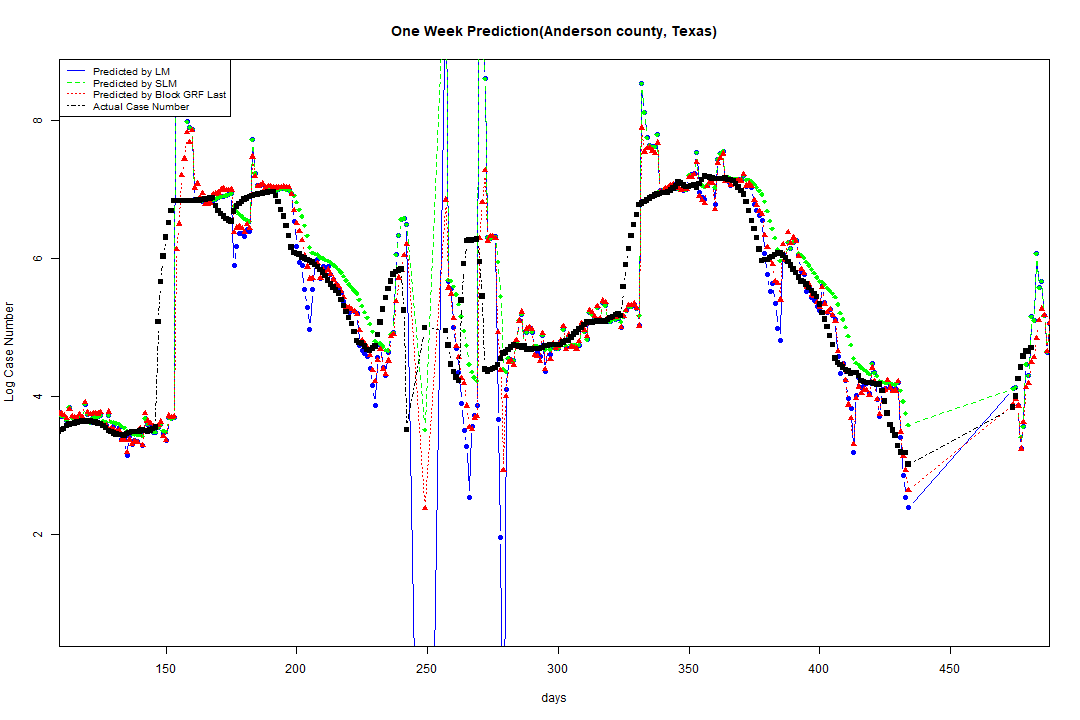 One Week Prediction(Anderson county, Texas)
Predicted by LM
Predicted by SLM
Predicted by Block GRF Last
Actual Case Number
8
6
4
2
Log Case Number
150 200 250 300 350 400 450
days